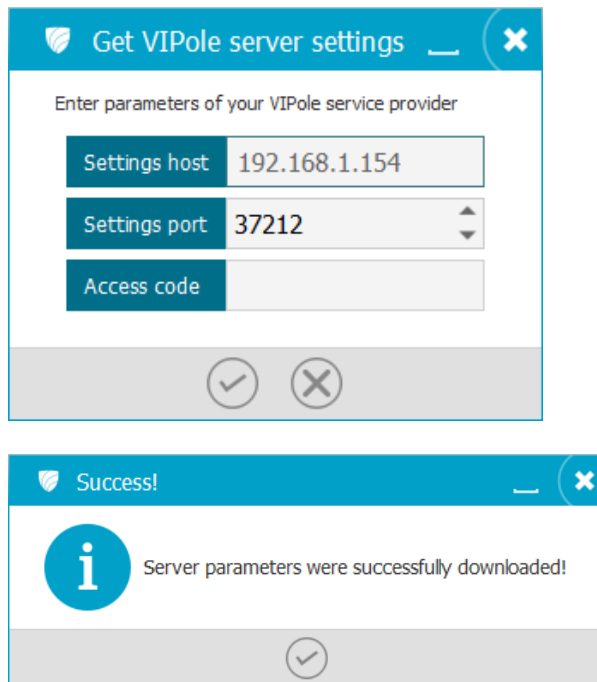 Get VIPole server settings
Enter parameters of your VIPole service provider
Settings host 192.168.1.154
Settings port 37212
Access code
Success!
Server parameters were successfully downloaded!